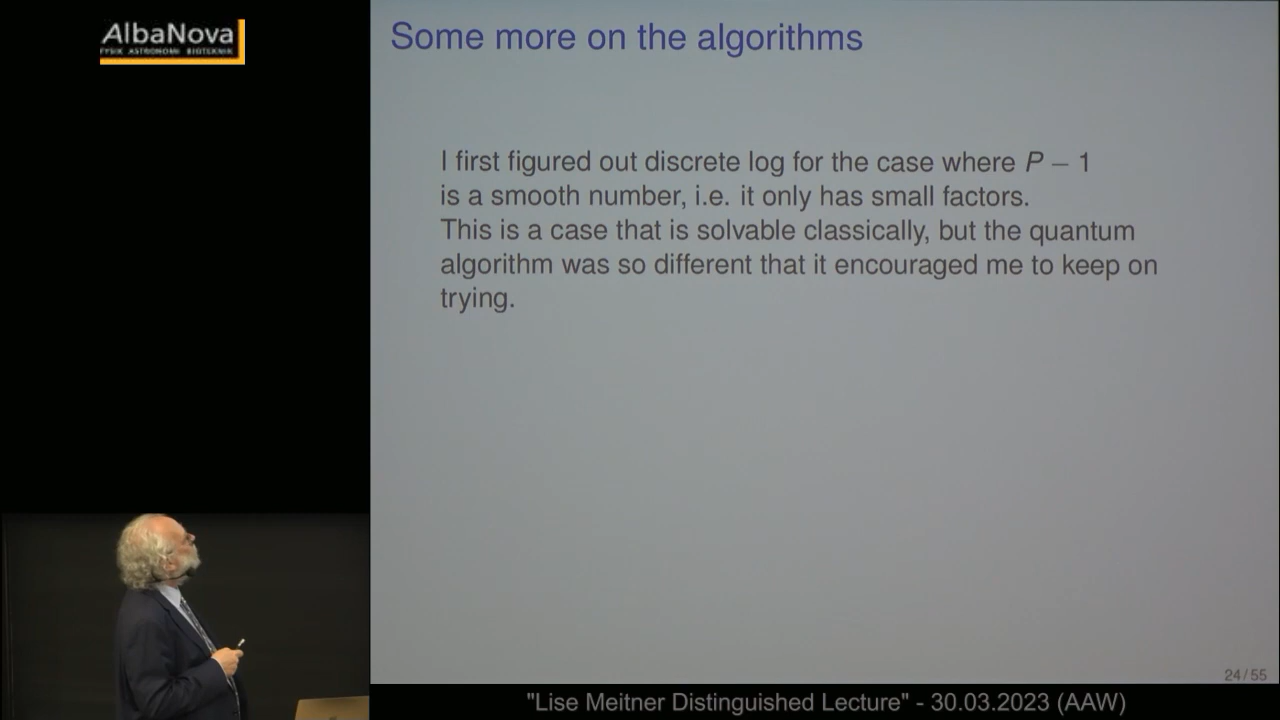 AlbaNova
FYSIK ASTRONOMI BIOTEKNIK
Some more on the algorithms
I first figured out discrete log for the case where P − 1
is a smooth number, i.e. it only has small factors.
This is a case that is solvable classically, but the quantum
algorithm was so different that it encouraged me to keep on
trying.
24/55
"Lise Meitner Distinguished Lecture" - 30.03.2023 (AAW)